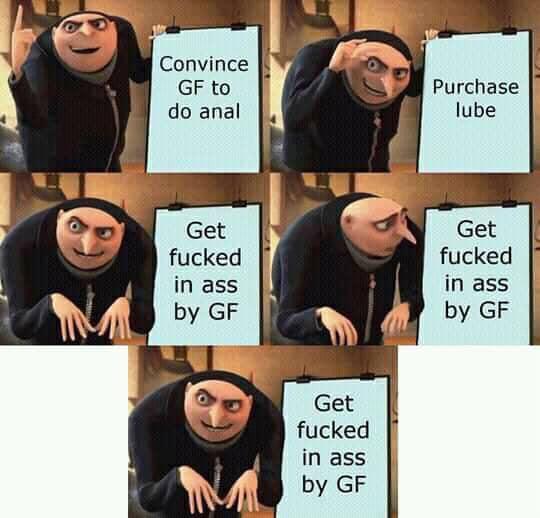 Convince
GF to
do anal
Purchase
lube
Get
fucked
in ass
by GF
Get
fucked
in ass
by GF
Get
fucked
in ass
by GF